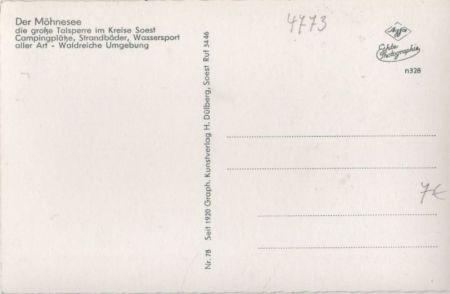 Der Möhnesee
die große Talsperre im Kreise Soest
Campingplätze, Strandbäder, Wassersport
aller Art - Waldreiche Umgebung
4773
Agfa
Echte
Photographie
n328
Nr. 78 Seit 1920 Graph. Kunstverlag H. Dülberg, Soest Ruf 3446
7€